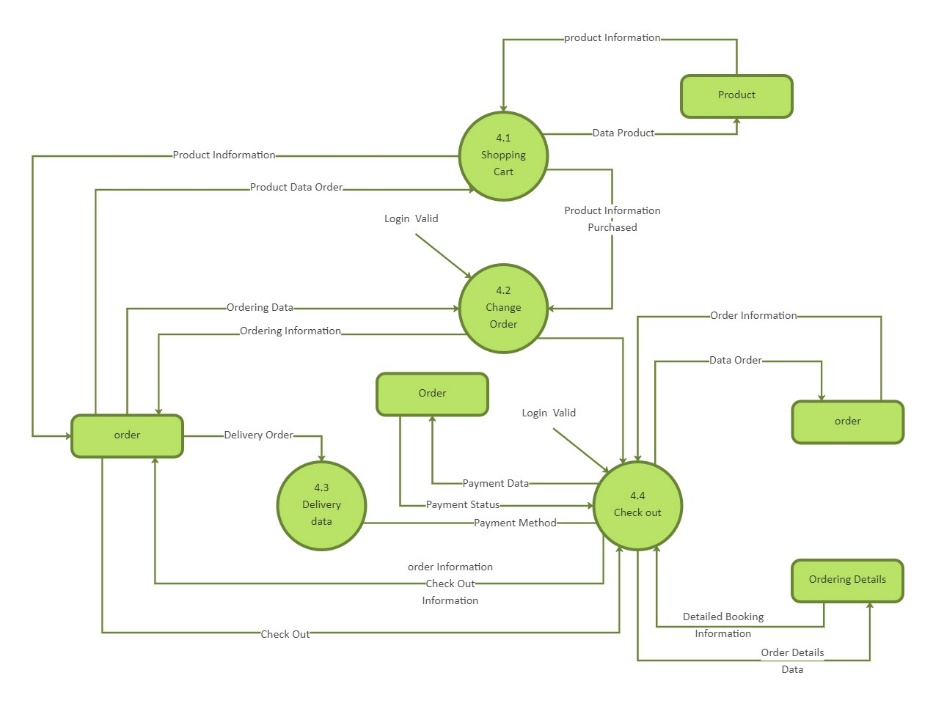 product Information
Product
Data Product
4.1
Shopping
Cart
Product Indformation
Product Data Order
Product Information
Purchased
Login  Valid
4.2
Change
Order
Ordering Data
Ordering Information
Order Information
Data Order
Order
Login  Valid
order
order
Delivery Order
4.3
Delivery
data
Payment Data
Payment Status
Payment Method
4.4
Check out
order Information
Check Out
Information
Ordering Details
Detailed Booking
Information
Check Out
Order Details
Data